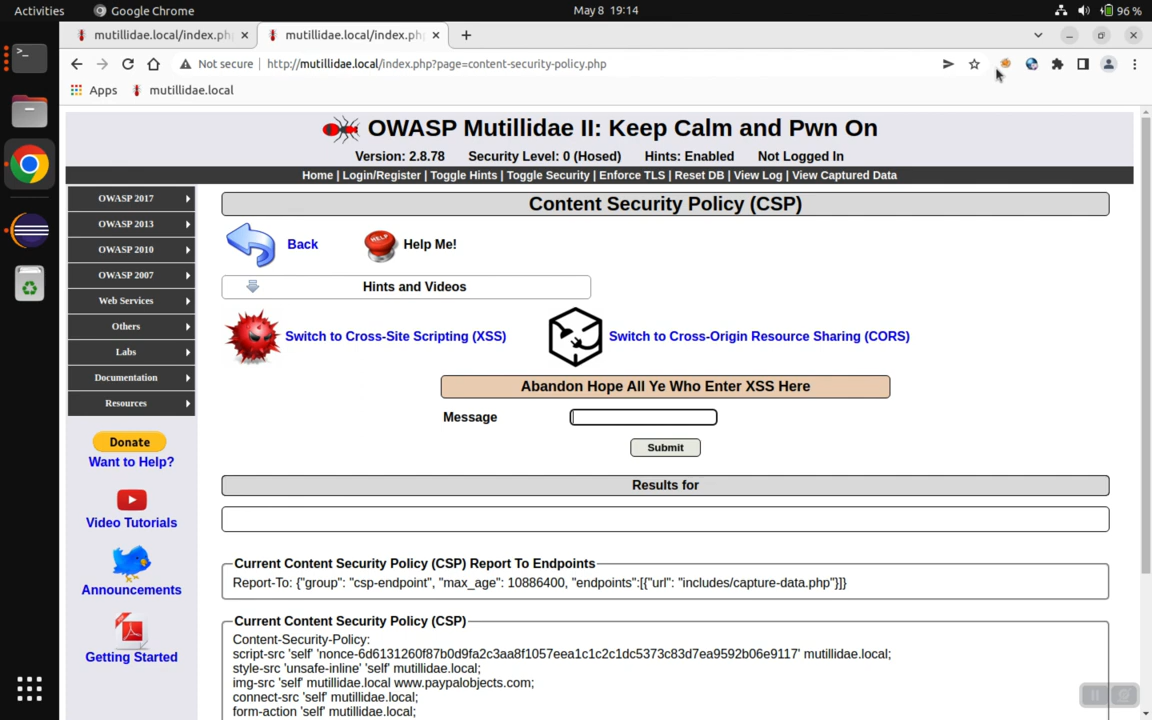 Activities Google Chrome May 8 19:14 96 %
mutillidae.local/index.ph mutillidae.local/index.ph
Not secure http://mutillidae.local/index.php?page=content-security-policy.php
Apps mutillidae.local
OWASP Mutillidae II: Keep Calm and Pwn On
Version: 2.8.78 Security Level: 0 (Hosed) Hints: Enabled Not Logged In
Home | Login/Register | Toggle Hints | Toggle Security | Enforce TLS | Reset DB | View Log | View Captured Data
OWASP 2017
OWASP 2013
OWASP 2010
OWASP 2007
Web Services
Others
Labs
Documentation
Resources
Donate
Want to Help?
Video Tutorials
Announcements
Getting Started
Content Security Policy (CSP)
Back HELP Help Me!
Hints and Videos
Switch to Cross-Site Scripting (XSS) Switch to Cross-Origin Resource Sharing (CORS)
Abandon Hope All Ye Who Enter XSS Here
Message
Submit
Results for
Current Content Security Policy (CSP) Report To Endpoints
Report-To: {"group": "csp-endpoint", "max_age": 10886400, "endpoints":[{"url": "includes/capture-data.php"}]}
Current Content Security Policy (CSP)
Content-Security-Policy:
script-src 'self' 'nonce-6d6131260f87b0d9fa2c3aa8f1057eea1c1c2c1dc5373c83d7ea9592b06e9117' mutillidae.local;
style-src 'unsafe-inline' 'self' mutillidae.local;
img-src 'self' mutillidae.local www.paypalobjects.com;
connect-src 'self' mutillidae.local;
form-action 'self' mutillidae.local;